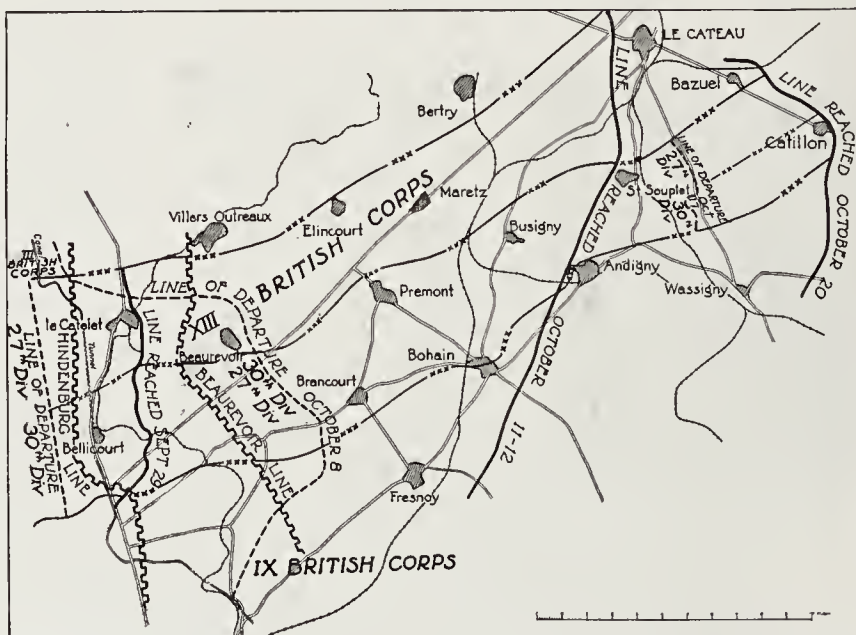 LE CATEAU
LINE
REACHED
OCTOBER
11-12
Bazuel
LINE REACHED OCTOBER 20
Catillon
Bertry
LINE OF DEPARTURE
OCT 17-L
27TH
DIV
30TH
DIV
St Souplet
Maretz
Elincourt
Villers Outreaux
BRITISH CORPS
XIII
III
BRITISH
CORPS
Busigny
Andigny
Wassigny
LINE OF DEPARTURE
OCTOBER 8
30TH DIV
27TH DIV
Premont
le Catelet
Tunnel
LINE REACHED SEPT 29
Beaurevoir
BEAUREVOIR LINE
HINDENBURG
LINE
LINE OF DEPARTURE
27TH DIV
30TH DIV
Bohain
Brancourt
Bellicourt
Fresnoy
IX BRITISH CORPS